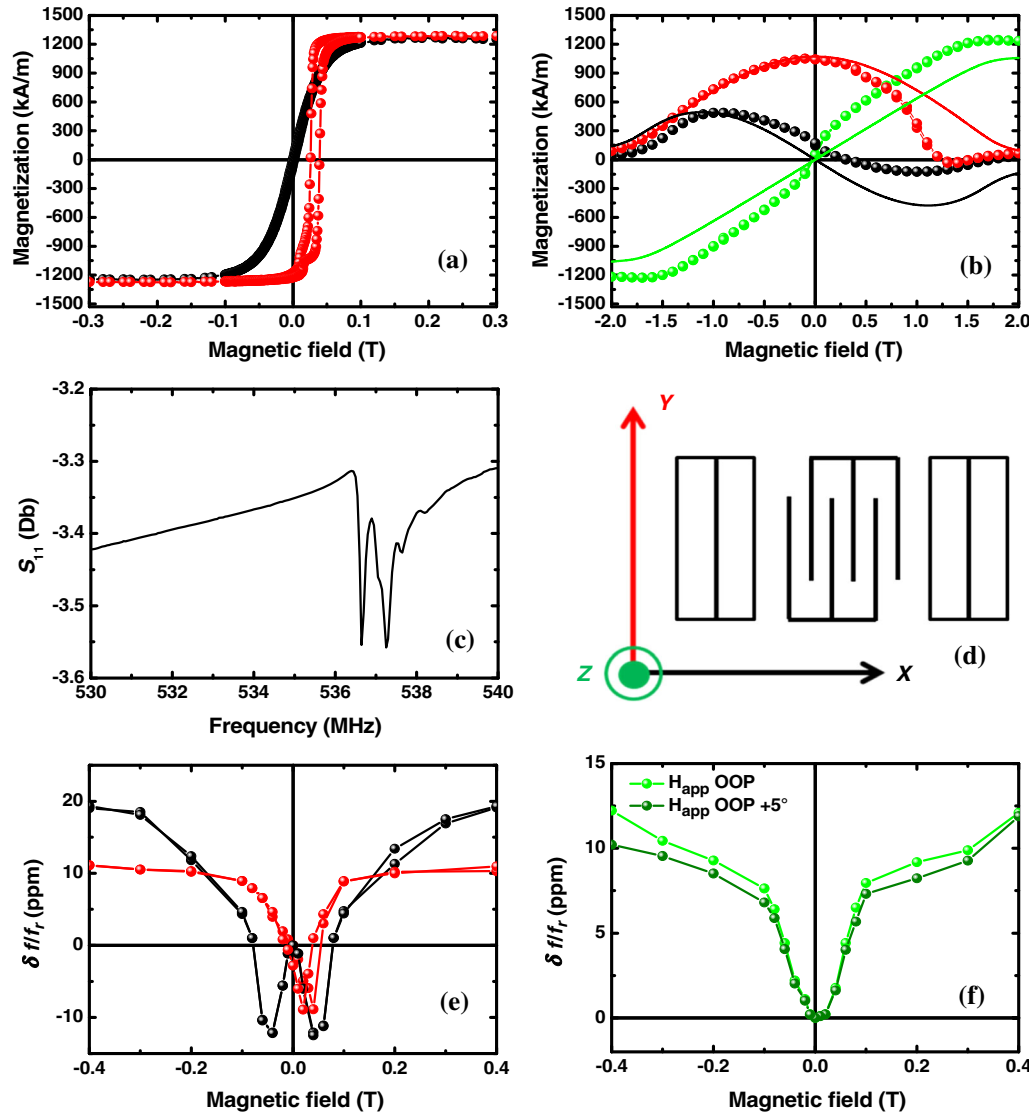 1500
1200
900
600
300
0
-300
-600
-900
-1200
-1500
Magnetization (kA/m)
(a)
-0.3 -0.2 -0.1 0.0 0.1 0.2 0.3
Magnetic field (T)
1500
1200
900
600
300
0
-300
-600
-900
-1200
-1500
Magnetization (kA/m)
(b)
-2.0 -1.5 -1.0 -0.5 0.0 0.5 1.0 1.5 2.0
Magnetic field (T)
-3.2
-3.3
-3.4
-3.5
-3.6
S11 (Db)
(c)
530 532 534 536 538 540
Frequency (MHz)
Y
Z
X
(d)
20
10
0
-10
δ f/fr (ppm)
(e)
-0.4 -0.2 0.0 0.2 0.4
Magnetic field (T)
15
10
5
0
δ f/fr (ppm)
Happ OOP
Happ OOP +5°
(f)
-0.4 -0.2 0.0 0.2 0.4
Magnetic field (T)